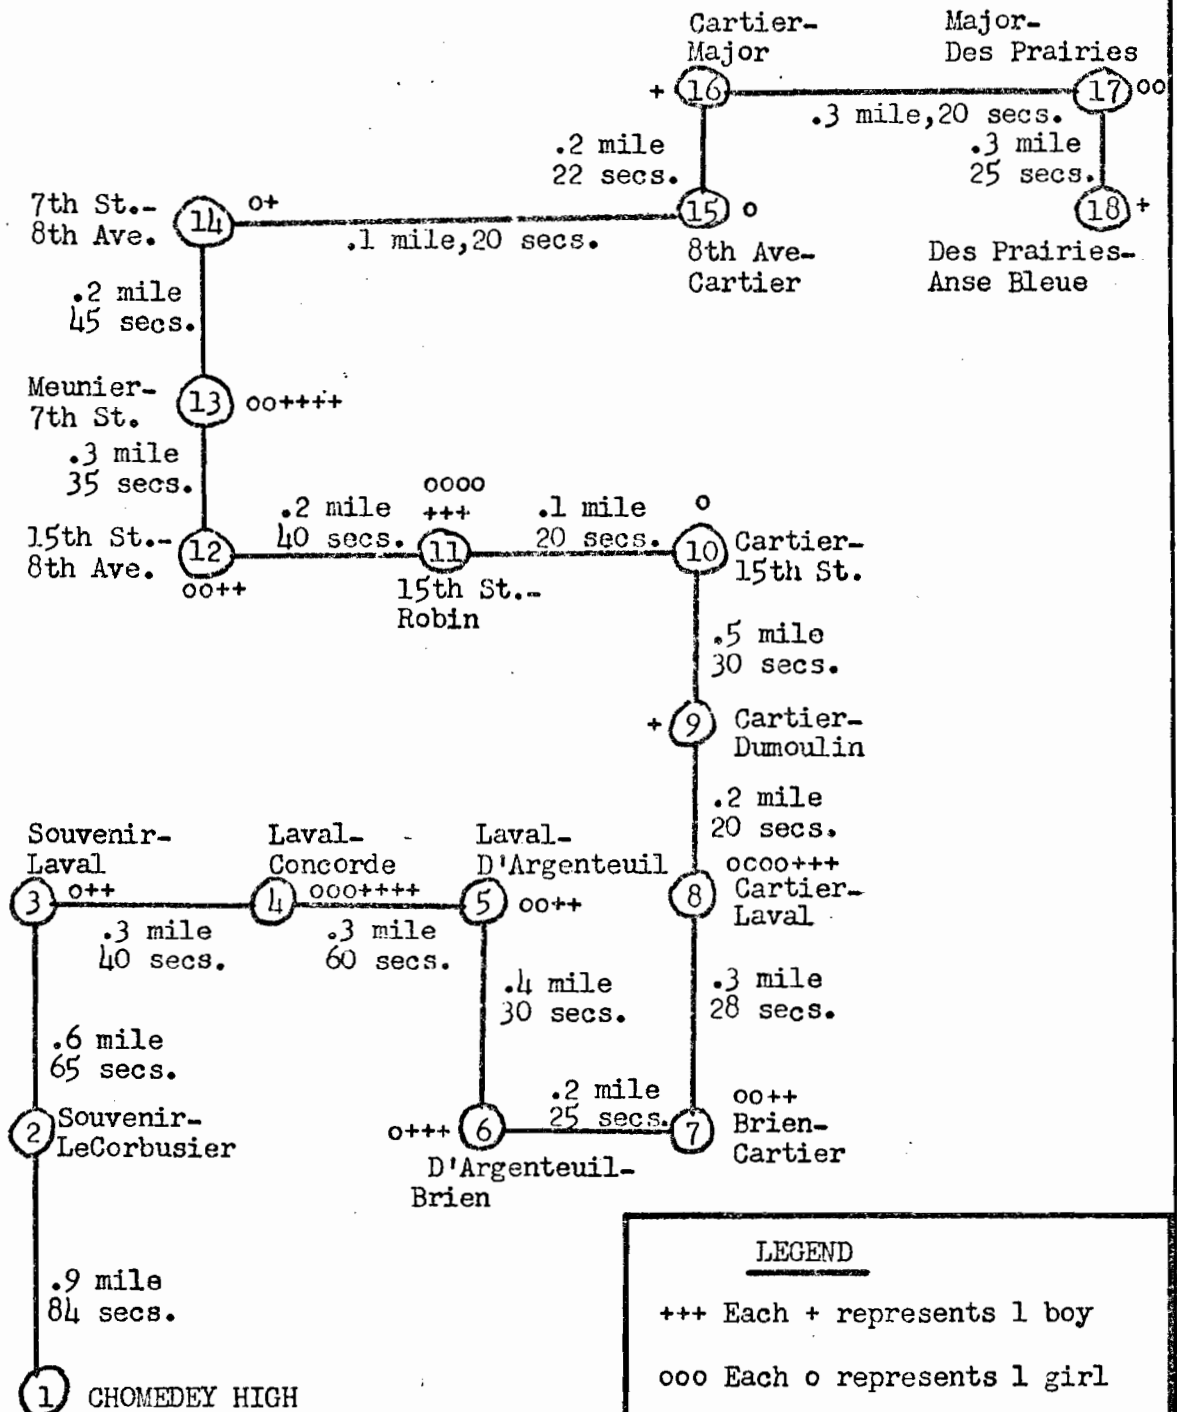 Cartier-
Major
Major-
Des Prairies
+ 16
17 oo
.3 mile,20 secs.
.2 mile
22 secs.
.3 mile
25 secs.
7th St.-
8th Ave.
14 o+
15 o
18 +
.1 mile,20 secs.
8th Ave-
Cartier
Des Prairies-
Anse Bleue
.2 mile
45 secs.
Meunier-
7th St.
13 oo++++
.3 mile
35 secs.
15th St.-
8th Ave.
12
oo++
.2 mile
40 secs.
oooo
+++
11
15th St.-
Robin
.1 mile
20 secs.
o
10
Cartier-
15th St.
.5 mile
30 secs.
+ 9
Cartier-
Dumoulin
.2 mile
20 secs.
Souvenir-
Laval
3 o++
Laval-
Concorde
4 ooo++++
Laval-
D'Argenteuil
5 oo++
oooo+++
8
Cartier-
Laval
.3 mile
40 secs.
.3 mile
60 secs.
.4 mile
30 secs.
.3 mile
28 secs.
.6 mile
65 secs.
2
Souvenir-
LeCorbusier
o+++ 6
D'Argenteuil-
Brien
.2 mile
25 secs.
7
oo++
Brien-
Cartier
.9 mile
84 secs.
1 CHOMEDEY HIGH
LEGEND
+++ Each + represents 1 boy
ooo Each o represents 1 girl